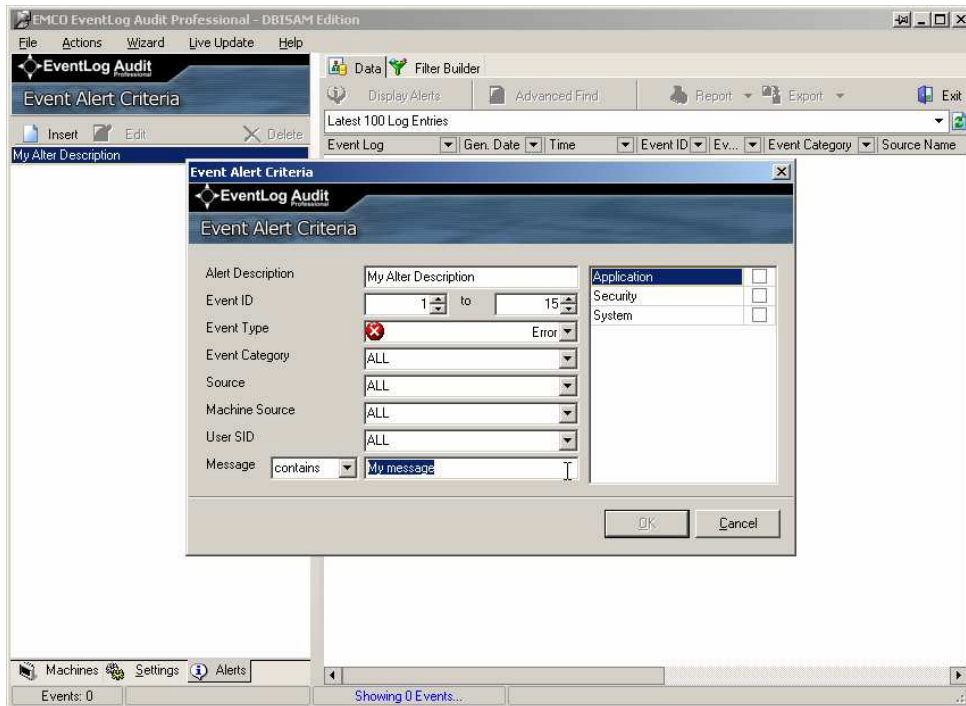 EMCO EventLog Audit Professional - DBISAM Edition
File Actions Wizard Live Update Help
EventLog Audit
Professional
Event Alert Criteria
Insert Edit Delete
My Alter Description
Data Filter Builder
Display Alerts Advanced Find Report Export Exit
Latest 100 Log Entries
Event Log Gen. Date Time Event ID Ev... Event Category Source Name
Event Alert Criteria
EventLog Audit
Professional
Event Alert Criteria
Alert Description My Alter Description
Event ID 1 to 15
Event Type Error
Event Category ALL
Source ALL
Machine Source ALL
User SID ALL
Message contains My message
Application
Security
System
OK Cancel
Machines Settings Alerts
Events: 0 Showing 0 Events...